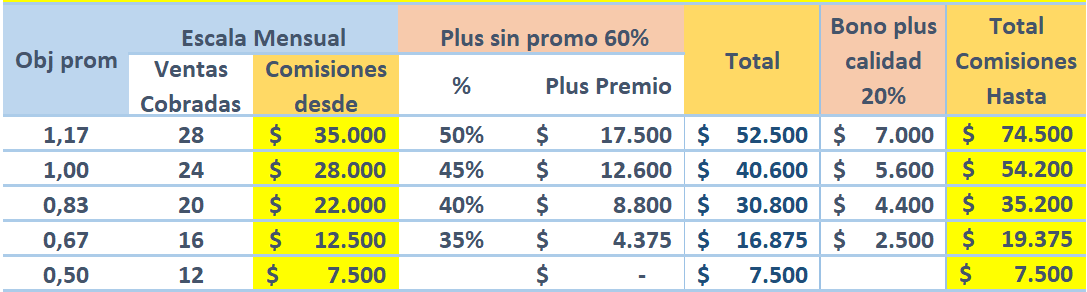 Obj prom Escala Mensual Plus sin promo 60% Total Bono plus calidad 20% Total Comisiones Hasta
Ventas Cobradas Comisiones desde % Plus Premio
1,17 28 $ 35.000 50% $ 17.500 $ 52.500 $ 7.000 $ 74.500
1,00 24 $ 28.000 45% $ 12.600 $ 40.600 $ 5.600 $ 54.200
0,83 20 $ 22.000 40% $ 8.800 $ 30.800 $ 4.400 $ 35.200
0,67 16 $ 12.500 35% $ 4.375 $ 16.875 $ 2.500 $ 19.375
0,50 12 $ 7.500 $ - $ 7.500 $ 7.500